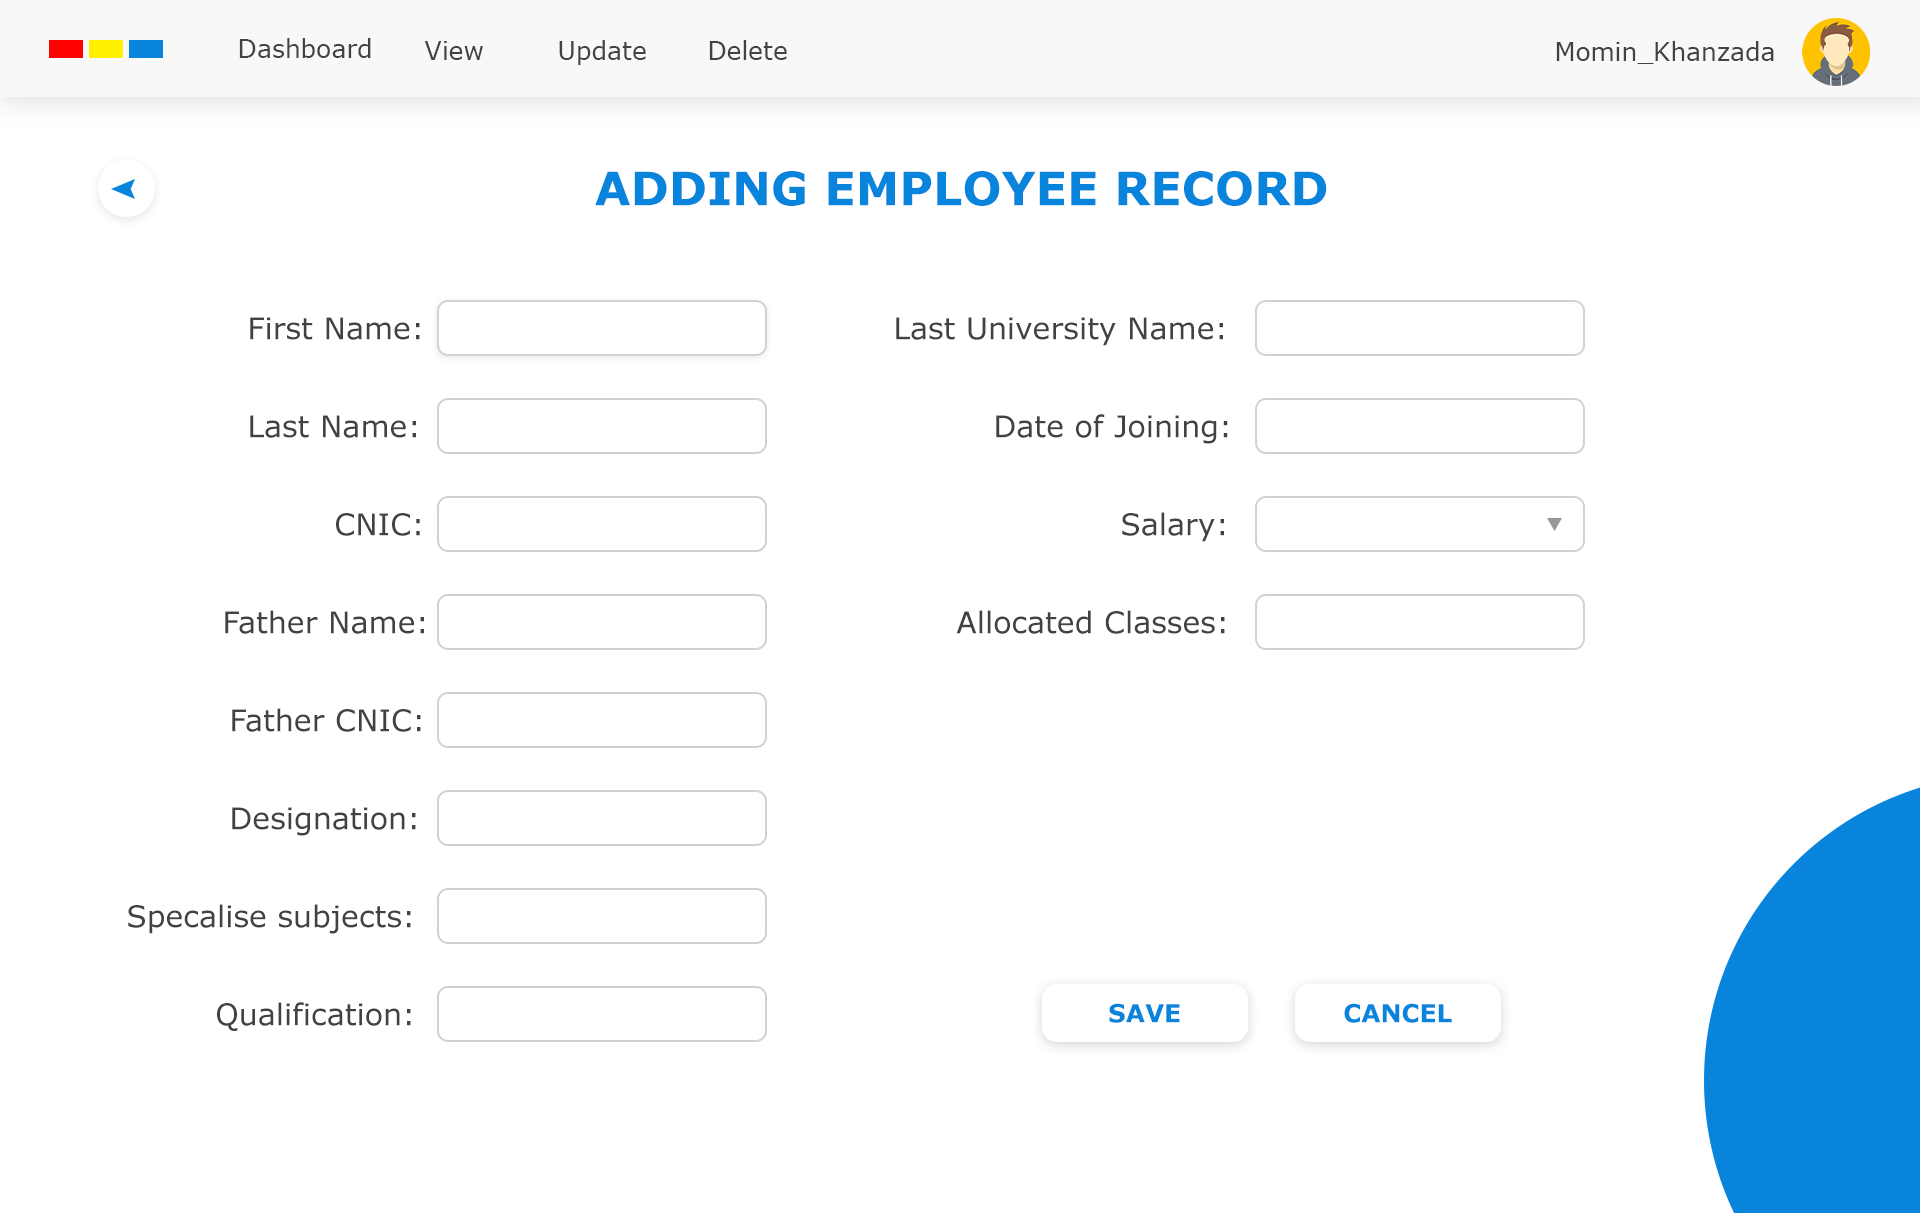 Dashboard View Update Delete Momin_Khanzada
ADDING EMPLOYEE RECORD
First Name:
Last Name:
CNIC:
Father Name:
Father CNIC:
Designation:
Specalise subjects:
Qualification:
Last University Name:
Date of Joining:
Salary:
Allocated Classes:
SAVE CANCEL